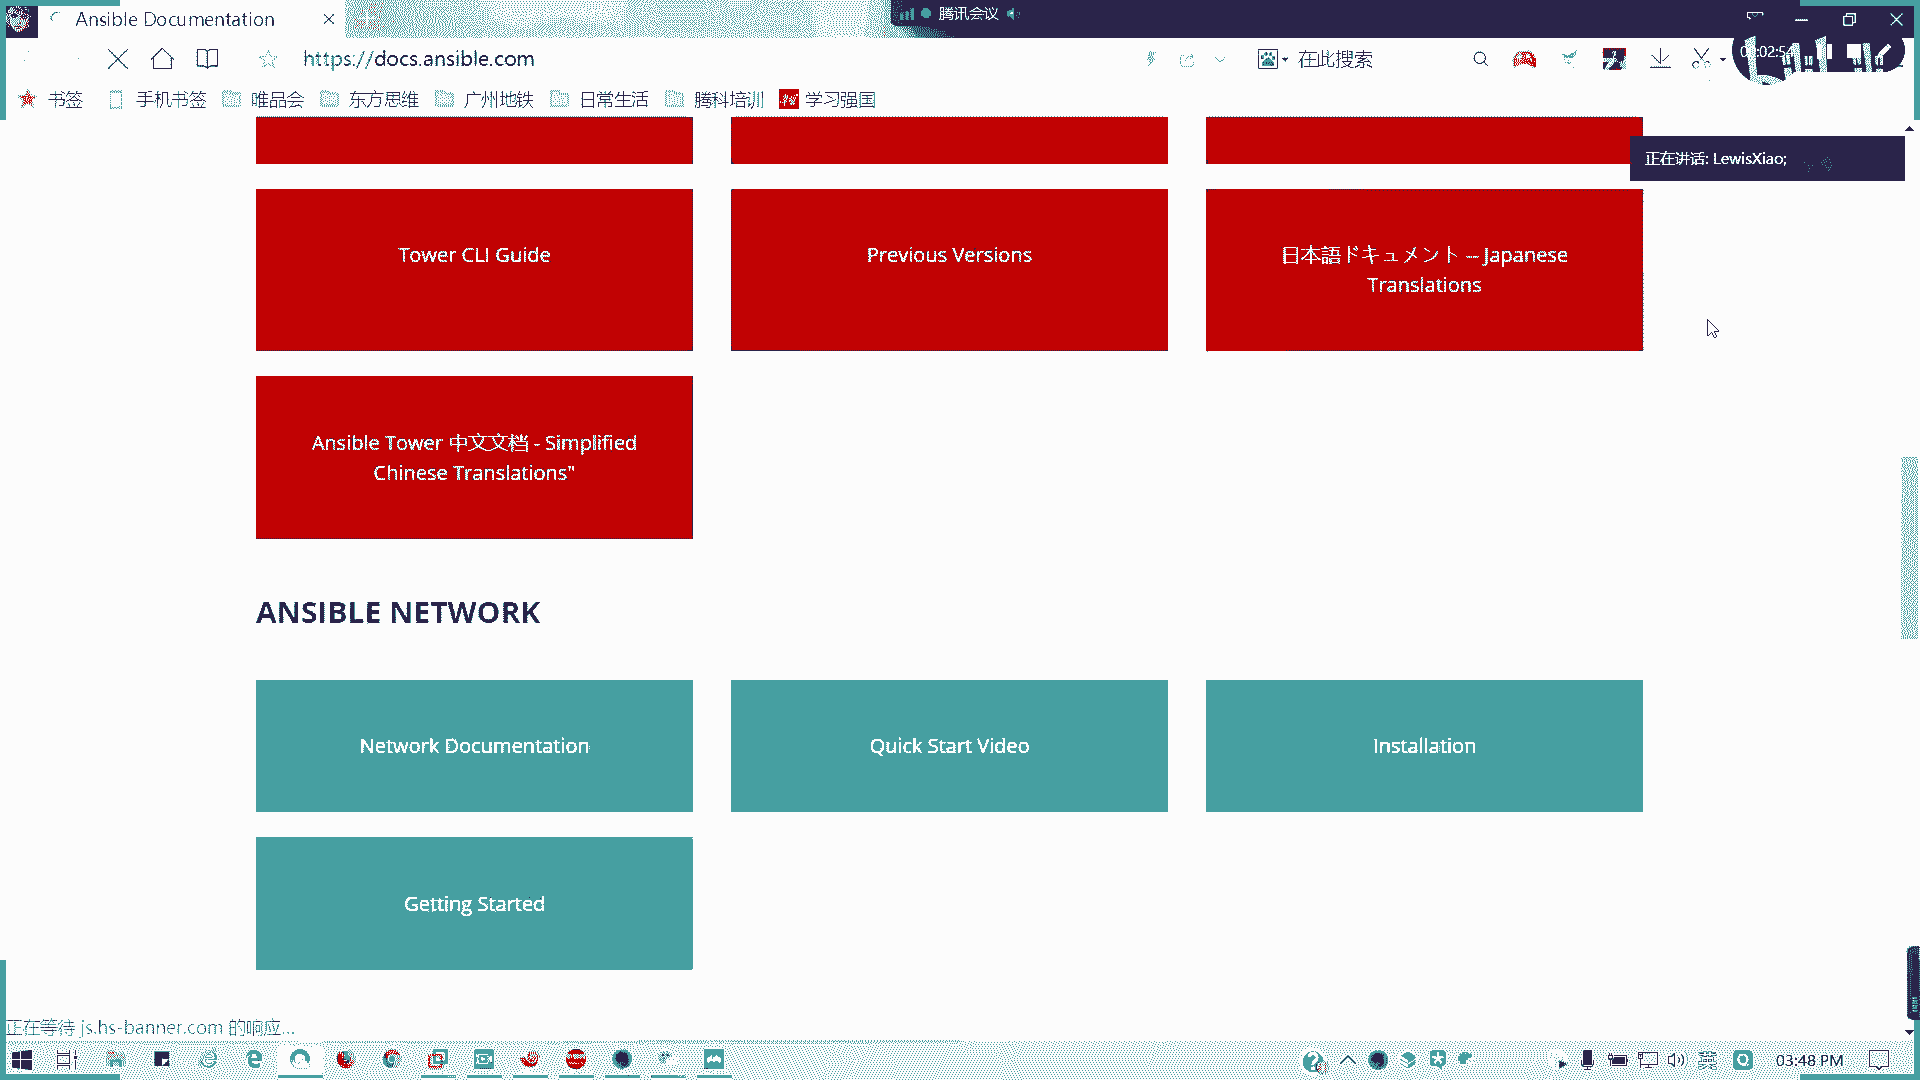 Ansible Documentation
腾讯会议
https://docs.ansible.com
在此搜索
书签
手机书签
唯品会
东方思维
广州地铁
日常生活
腾科培训
学习强国
正在讲话: LewisXiao;
Tower CLI Guide
Previous Versions
日本語ドキュメント -- Japanese
Translations
Ansible Tower 中文文档 - Simplified
Chinese Translations"
ANSIBLE NETWORK
Network Documentation
Quick Start Video
Installation
Getting Started
正在等待 js.hs-banner.com 的响应...
英
03:48 PM